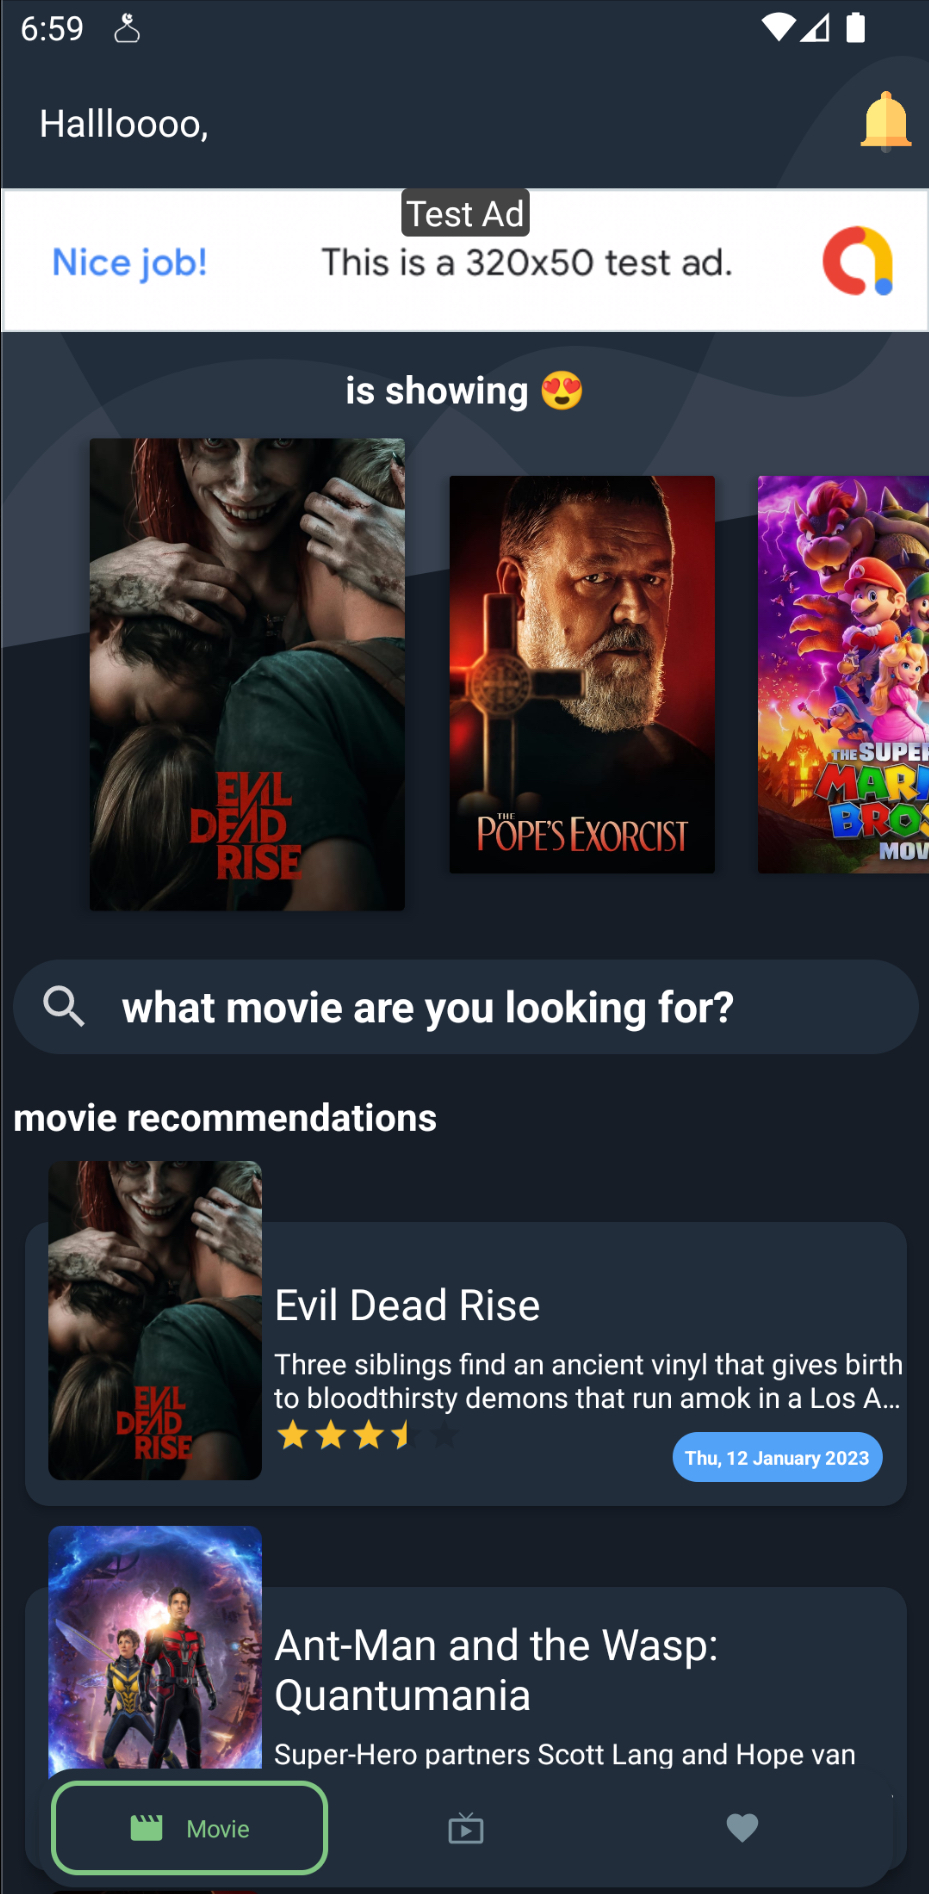 6:59
Hallloooo,
Test Ad
Nice job!
This is a 320x50 test ad.
is showing 😍
EVIL
DEAD
RISE
THE
POPE'S EXORCIST
THE SUPER
MARI
BROS
MOV
what movie are you looking for?
movie recommendations
EVIL
DEAD
RISE
Evil Dead Rise
Three siblings find an ancient vinyl that gives birth
to bloodthirsty demons that run amok in a Los A...
Thu, 12 January 2023
Ant-Man and the Wasp:
Quantumania
Super-Hero partners Scott Lang and Hope van
Movie